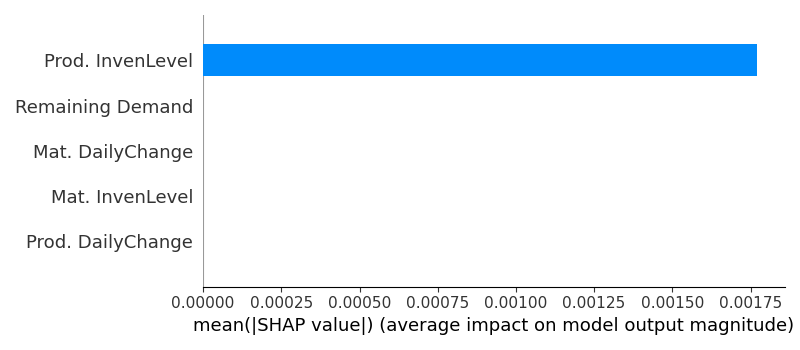 Prod. InvenLevel
Remaining Demand
Mat. DailyChange
Mat. InvenLevel
Prod. DailyChange
0.00000 0.00025 0.00050 0.00075 0.00100 0.00125 0.00150 0.00175
mean(|SHAP value|) (average impact on model output magnitude)